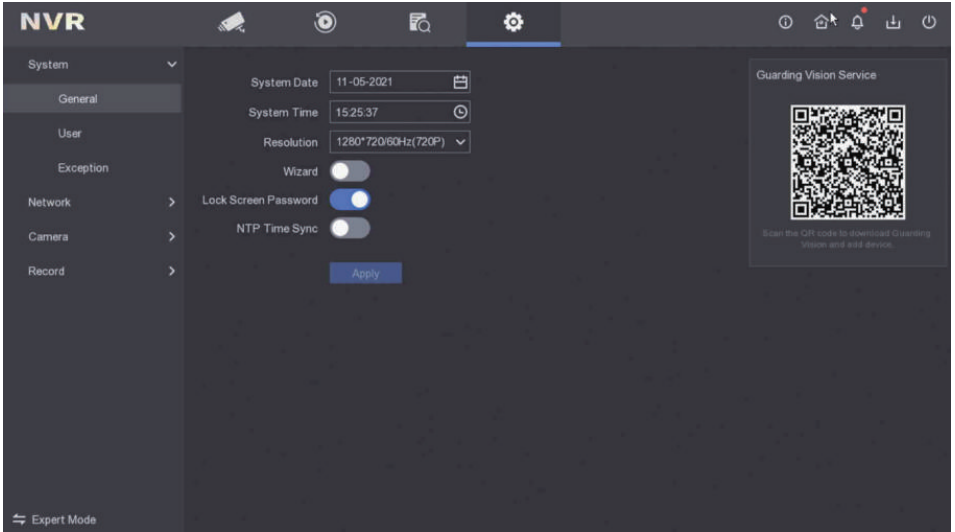 NVR
System
General
User
Exception
Network
Camera
Record
Expert Mode
System Date 11-05-2021
System Time 15:25:37
Resolution 1280*720/60Hz(720P)
Wizard
Lock Screen Password
NTP Time Sync
Apply
Guarding Vision Service
Scan the QR code to download Guarding
Vision and add device.